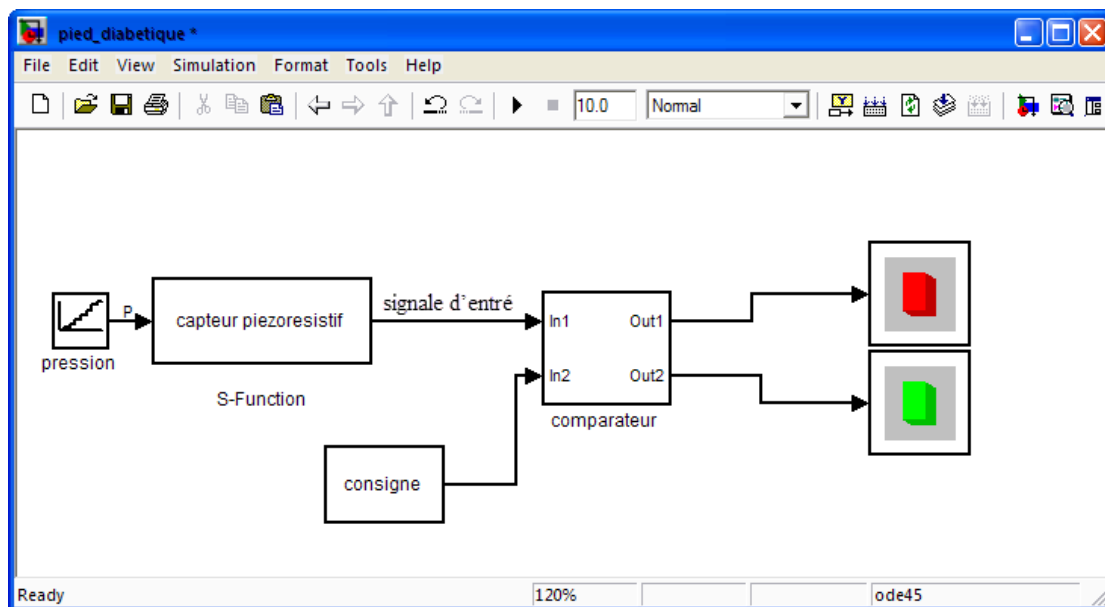 pied_diabetique *
File Edit View Simulation Format Tools Help
10.0 Normal
P
pression
capteur piezoresistif
S-Function
signale d'entré
consigne
In1 Out1
In2 Out2
comparateur
Ready 120% ode45